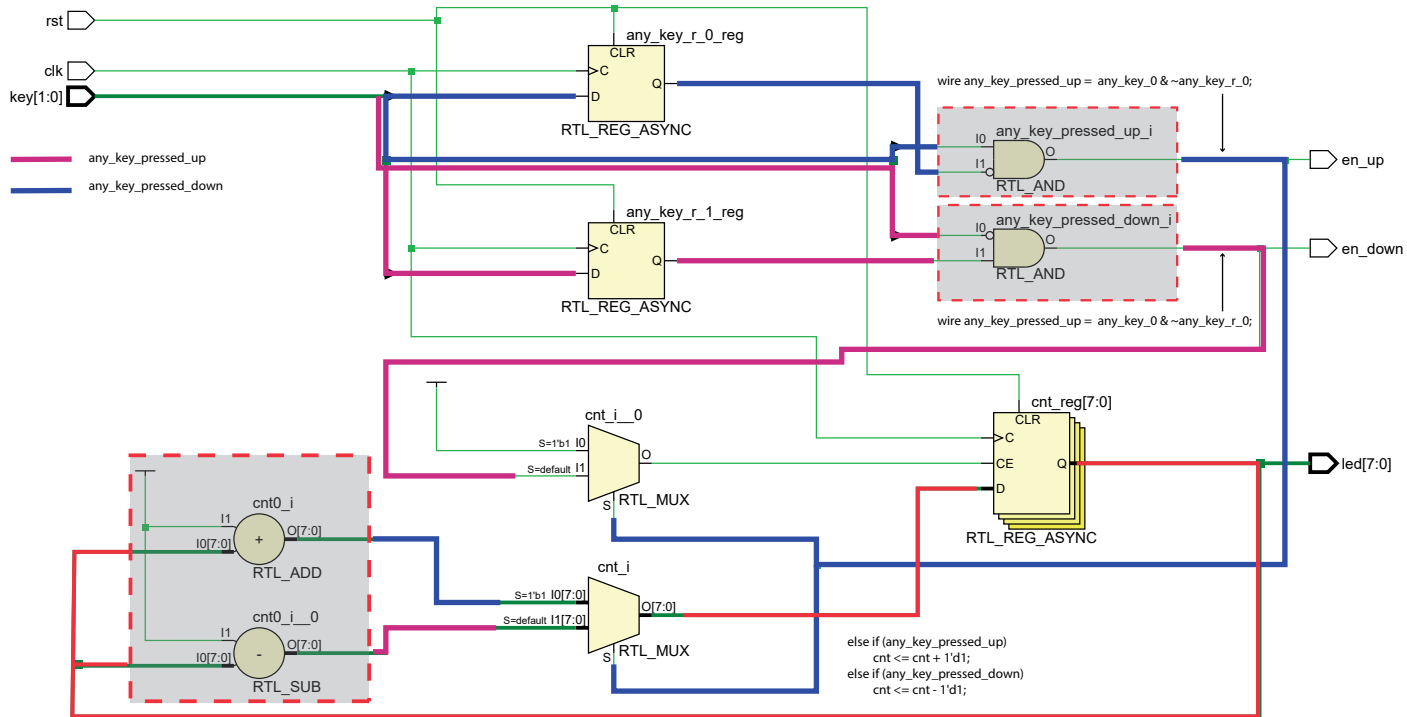 rst
clk
key[1:0]
any_key_pressed_up
any_key_pressed_down
any_key_r_0_reg
CLR
C
D
Q
RTL_REG_ASYNC
wire any_key_pressed_up = any_key_0 & ~any_key_r_0;
any_key_pressed_up_i
I0
I1
O
RTL_AND
en_up
any_key_r_1_reg
CLR
C
D
Q
RTL_REG_ASYNC
any_key_pressed_down_i
I0
I1
O
RTL_AND
en_down
wire any_key_pressed_up = any_key_0 & ~any_key_r_0;
cnt_i__0
S=1'b1 I0
S=default I1
O
S
RTL_MUX
cnt_reg[7:0]
CLR
C
CE
D
Q
RTL_REG_ASYNC
led[7:0]
cnt0_i
I1
I0[7:0]
+
O[7:0]
RTL_ADD
cnt0_i__0
I1
I0[7:0]
-
O[7:0]
RTL_SUB
cnt_i
S=1'b1 I0[7:0]
S=default I1[7:0]
O[7:0]
S
RTL_MUX
else if (any_key_pressed_up)
cnt <= cnt + 1'd1;
else if (any_key_pressed_down)
cnt <= cnt - 1'd1;